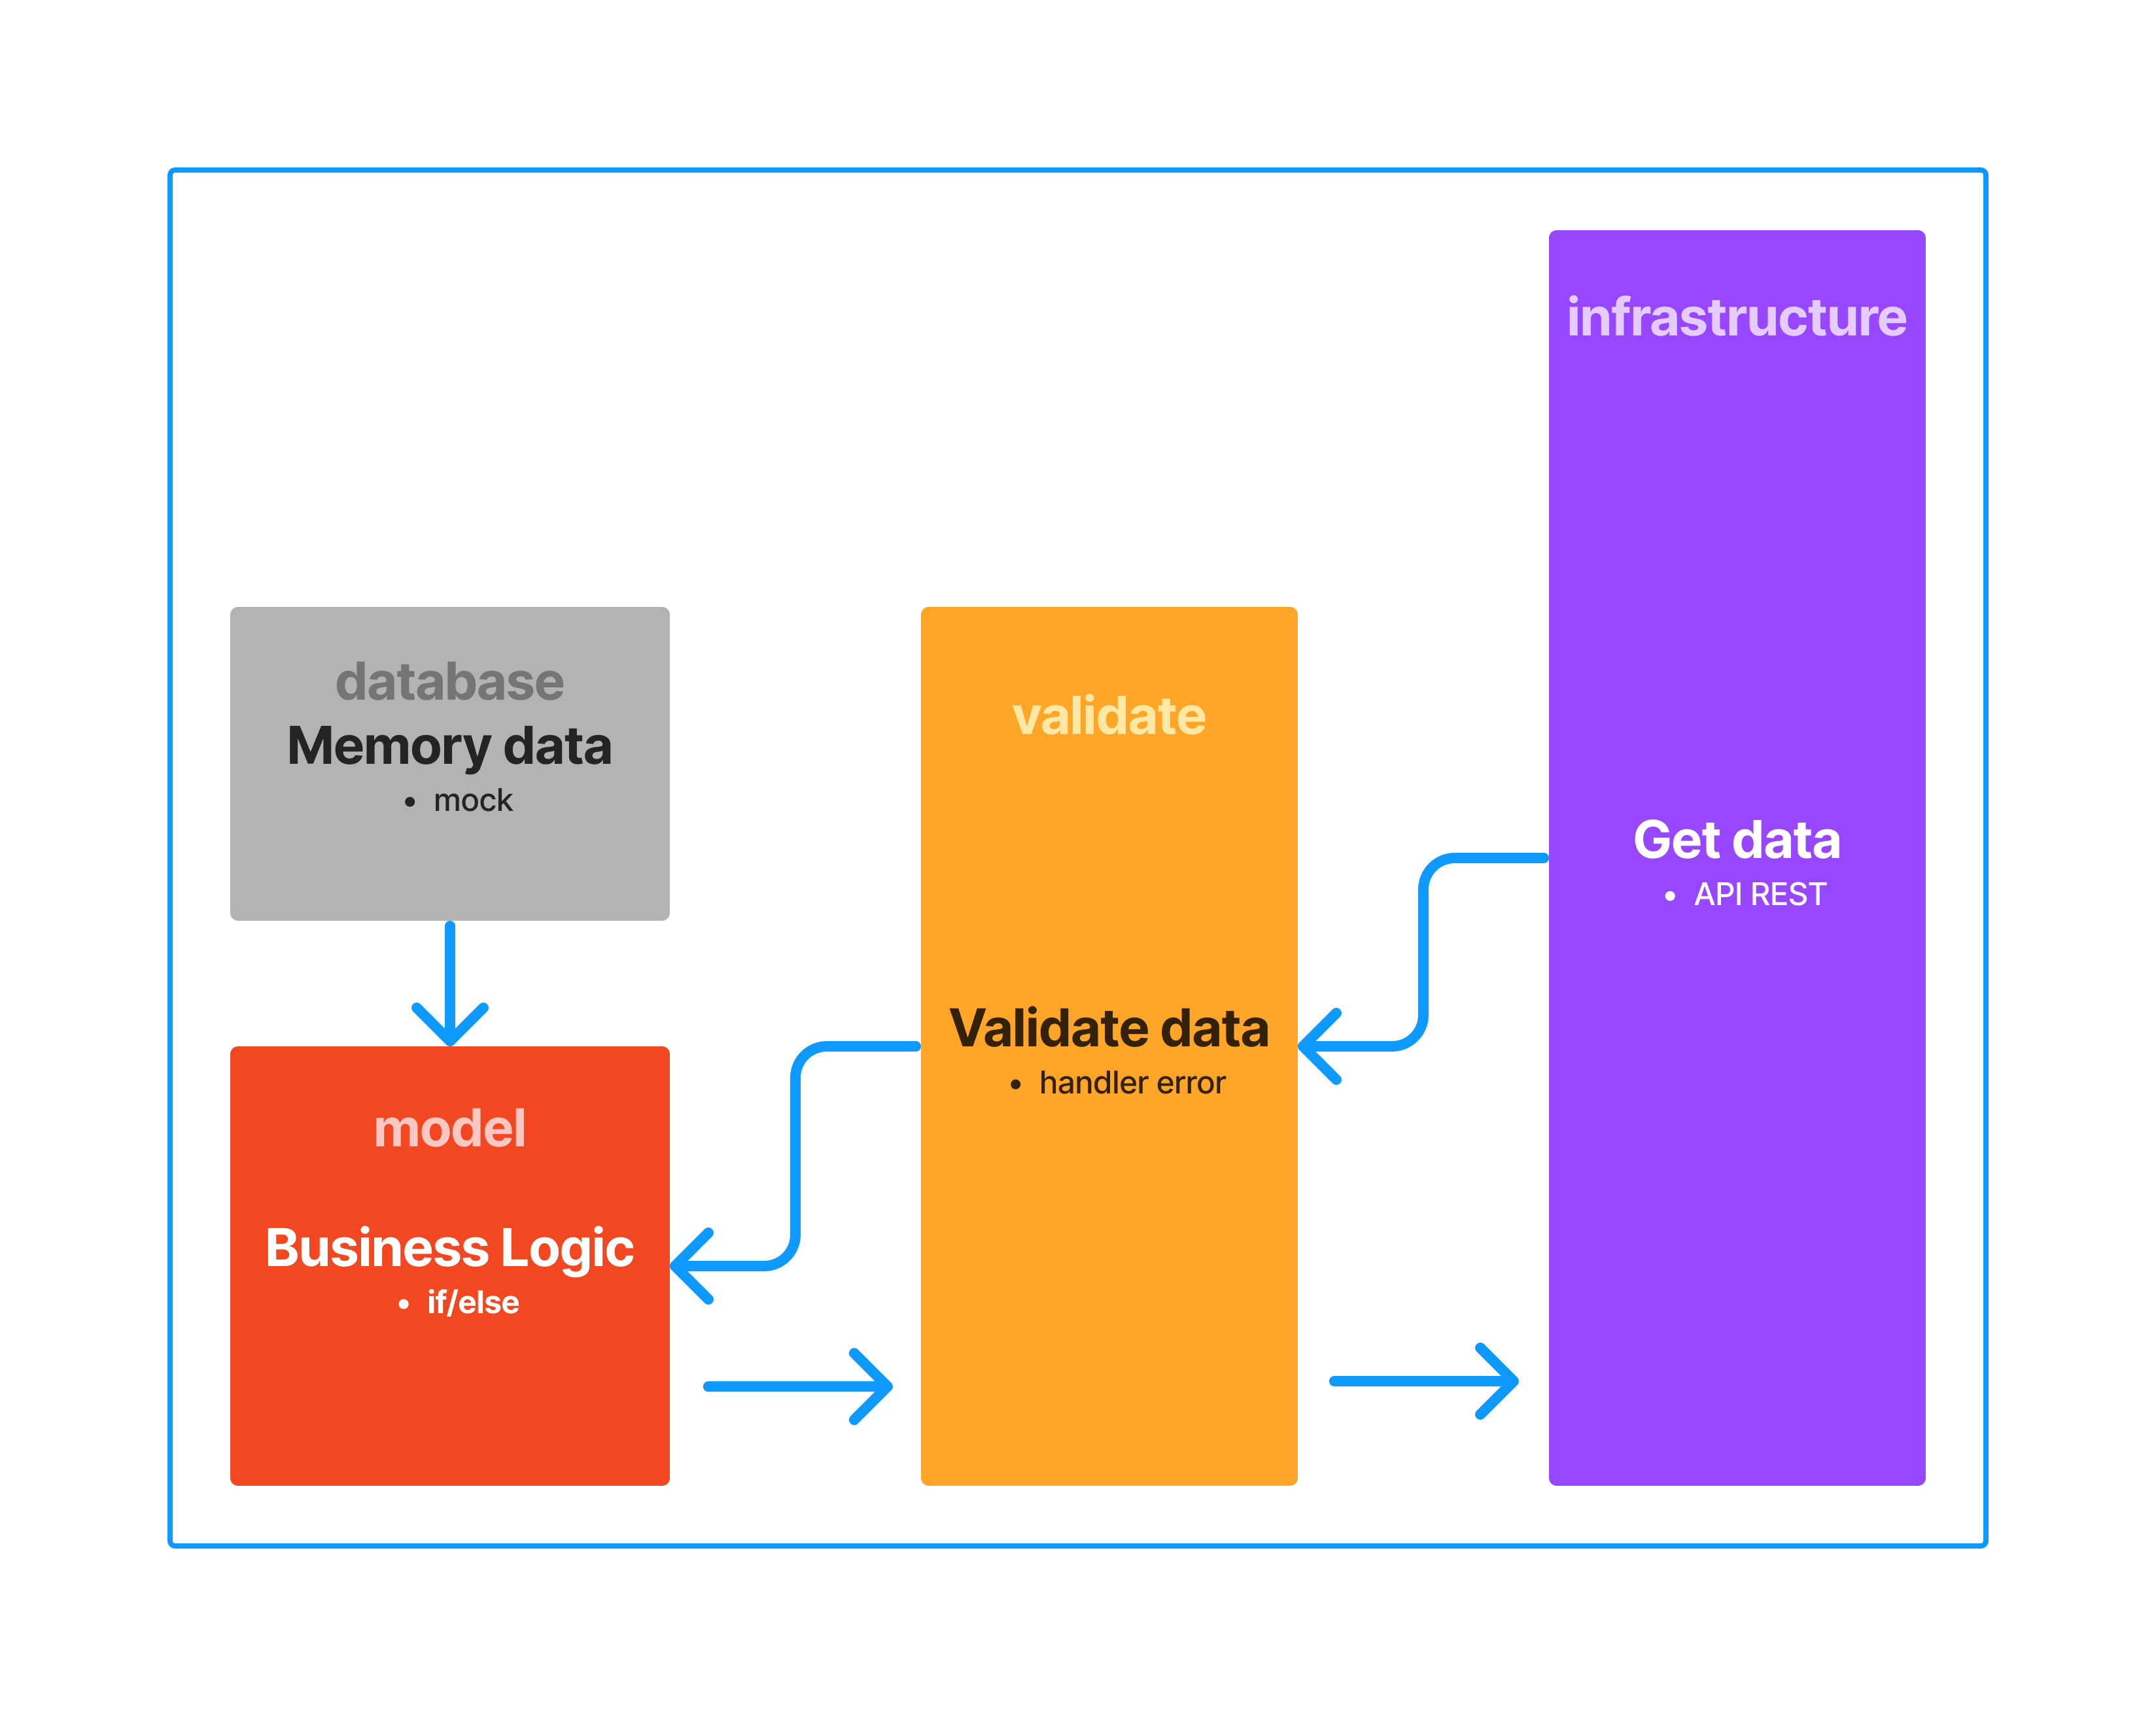 infrastructure
Get data
• API REST
validate
Validate data
• handler error
database
Memory data
• mock
model
Business Logic
• if/else